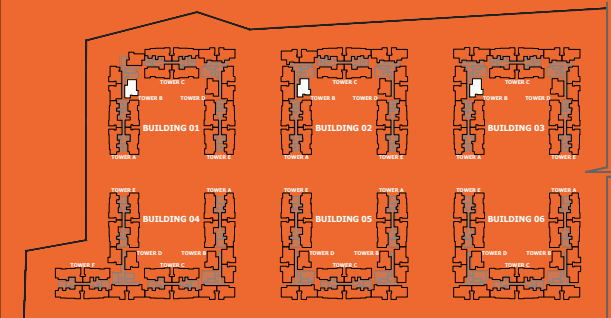 TOWER C TOWER C TOWER C
TOWER B TOWER D TOWER B TOWER D TOWER B TOWER D
BUILDING 01 BUILDING 02 BUILDING 03
TOWER A TOWER E TOWER A TOWER E TOWER A TOWER E
TOWER E TOWER A TOWER E TOWER A TOWER E TOWER A
BUILDING 04 BUILDING 05 BUILDING 06
TOWER D TOWER B TOWER D TOWER B TOWER D TOWER B
TOWER F TOWER C TOWER C TOWER C